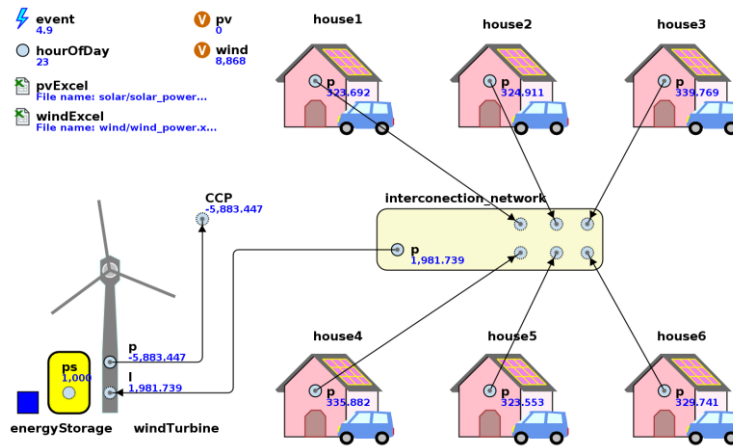 event
4.9
hourOfDay
23
pvExcel
File name: solar/solar_power...
windExcel
File name: wind/wind_power.x...
pv
0
wind
8,868
house1
p
323.692
house2
p
324.911
house3
p
339.769
CCP
-5,883.447
interconection_network
p
1,981.739
p
-5,883.447
l
1,981.739
ps
1,000
energyStorage
windTurbine
house4
p
335.882
house5
p
323.553
house6
p
329.741